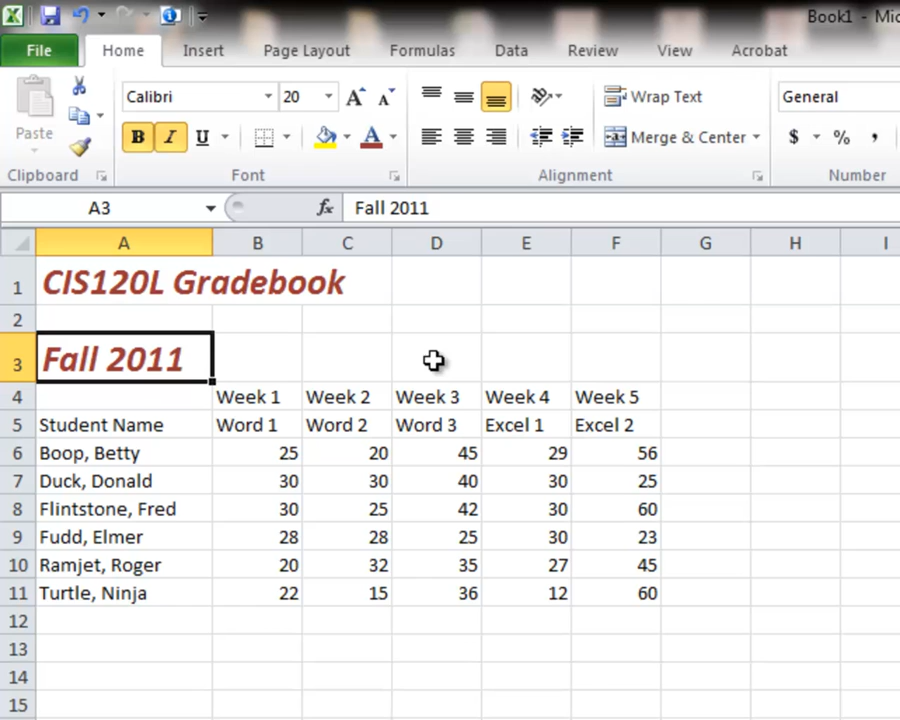 Book1 - Mic
File Home Insert Page Layout Formulas Data Review View Acrobat
Paste
Calibri 20 A A Wrap Text General
B I U A Merge & Center $ % ,
Clipboard Font Alignment Number
A3 fx Fall 2011
A B C D E F G H I
1 CIS120L Gradebook
2
3 Fall 2011
4 Week 1 Week 2 Week 3 Week 4 Week 5
5 Student Name Word 1 Word 2 Word 3 Excel 1 Excel 2
6 Boop, Betty 25 20 45 29 56
7 Duck, Donald 30 30 40 30 25
8 Flintstone, Fred 30 25 42 30 60
9 Fudd, Elmer 28 28 25 30 23
10 Ramjet, Roger 20 32 35 27 45
11 Turtle, Ninja 22 15 36 12 60
12
13
14
15